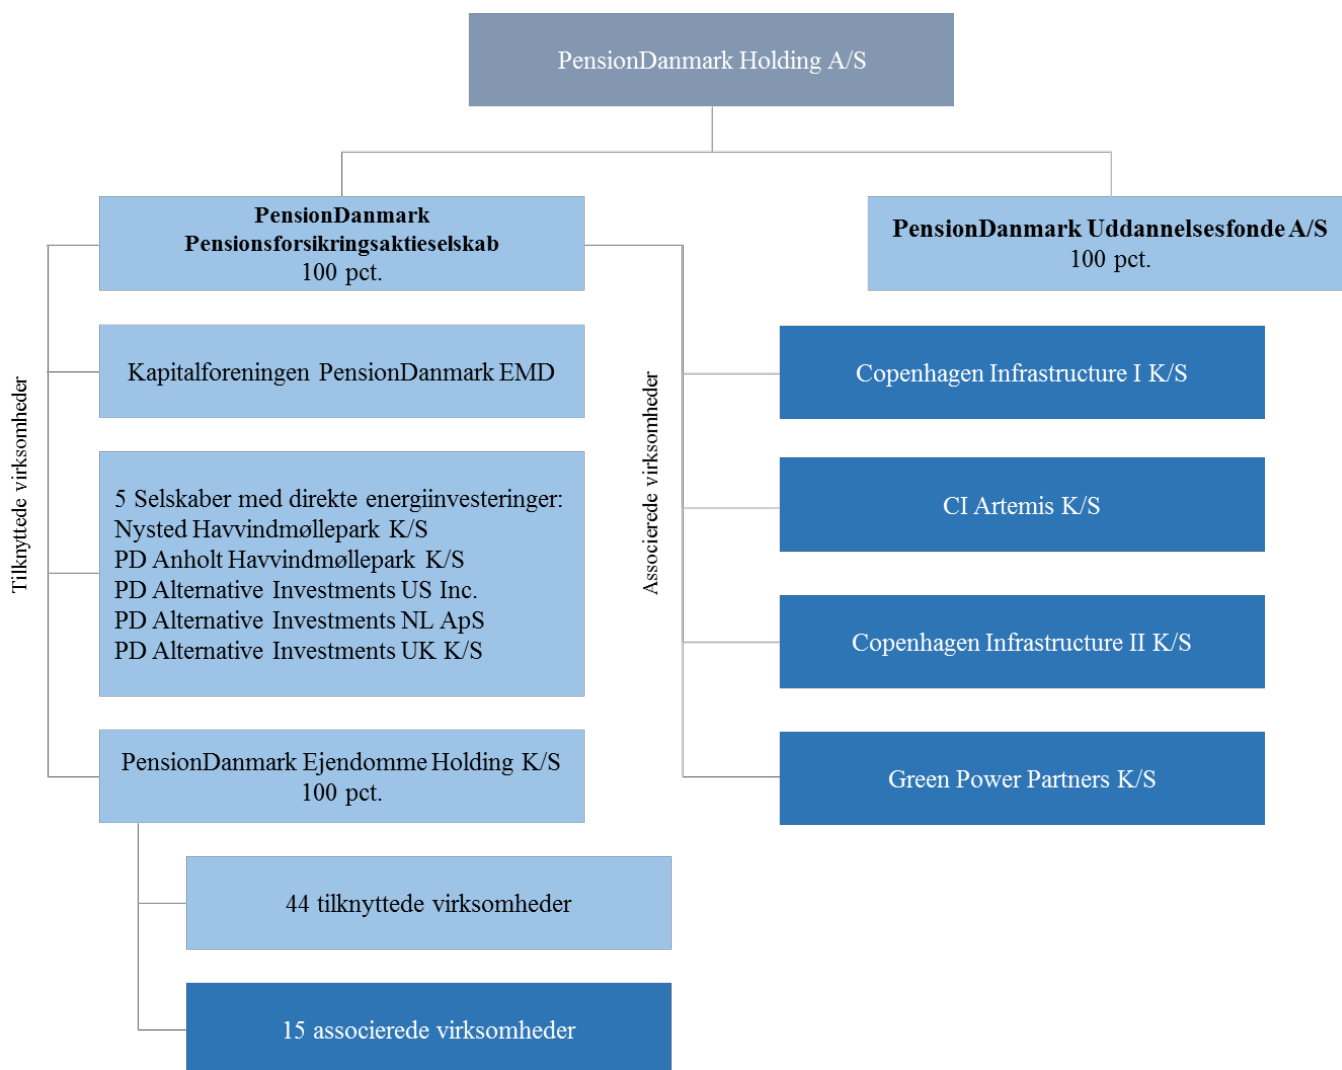 PensionDanmark Holding A/S
PensionDanmark
Pensionsforsikringsaktieselskab
100 pct.
PensionDanmark Uddannelsesfonde A/S
100 pct.
Tilknyttede virksomheder
Kapitalforeningen PensionDanmark EMD
5 Selskaber med direkte energiinvesteringer:
Nysted Havvindmøllepark K/S
PD Anholt Havvindmøllepark K/S
PD Alternative Investments US Inc.
PD Alternative Investments NL ApS
PD Alternative Investments UK K/S
PensionDanmark Ejendomme Holding K/S
100 pct.
44 tilknyttede virksomheder
15 associerede virksomheder
Associerede virksomheder
Copenhagen Infrastructure I K/S
CI Artemis K/S
Copenhagen Infrastructure II K/S
Green Power Partners K/S